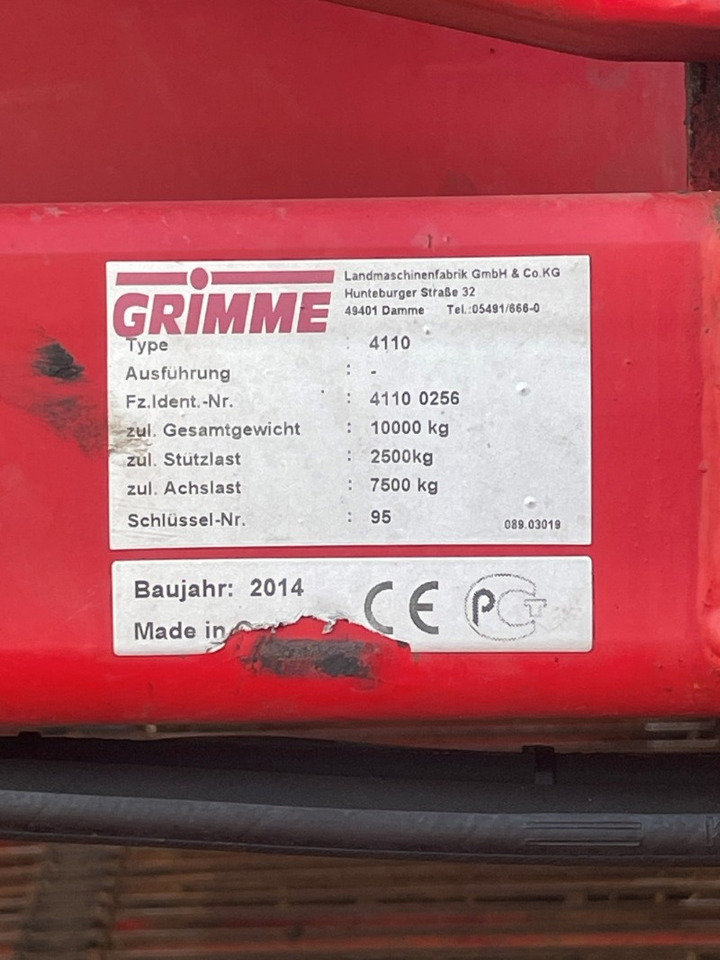 GRIMME
Landmaschinenfabrik GmbH & Co.KG
Hunteburger Straße 32
49401 Damme Tel.:05491/666-0
Type : 4110
Ausführung : -
Fz.Ident.-Nr. : 4110 0256
zul. Gesamtgewicht : 10000 kg
zul. Stützlast : 2500kg
zul. Achslast : 7500 kg
Schlüssel-Nr. : 95
089.03019
Baujahr: 2014
Made in
CE
PCT